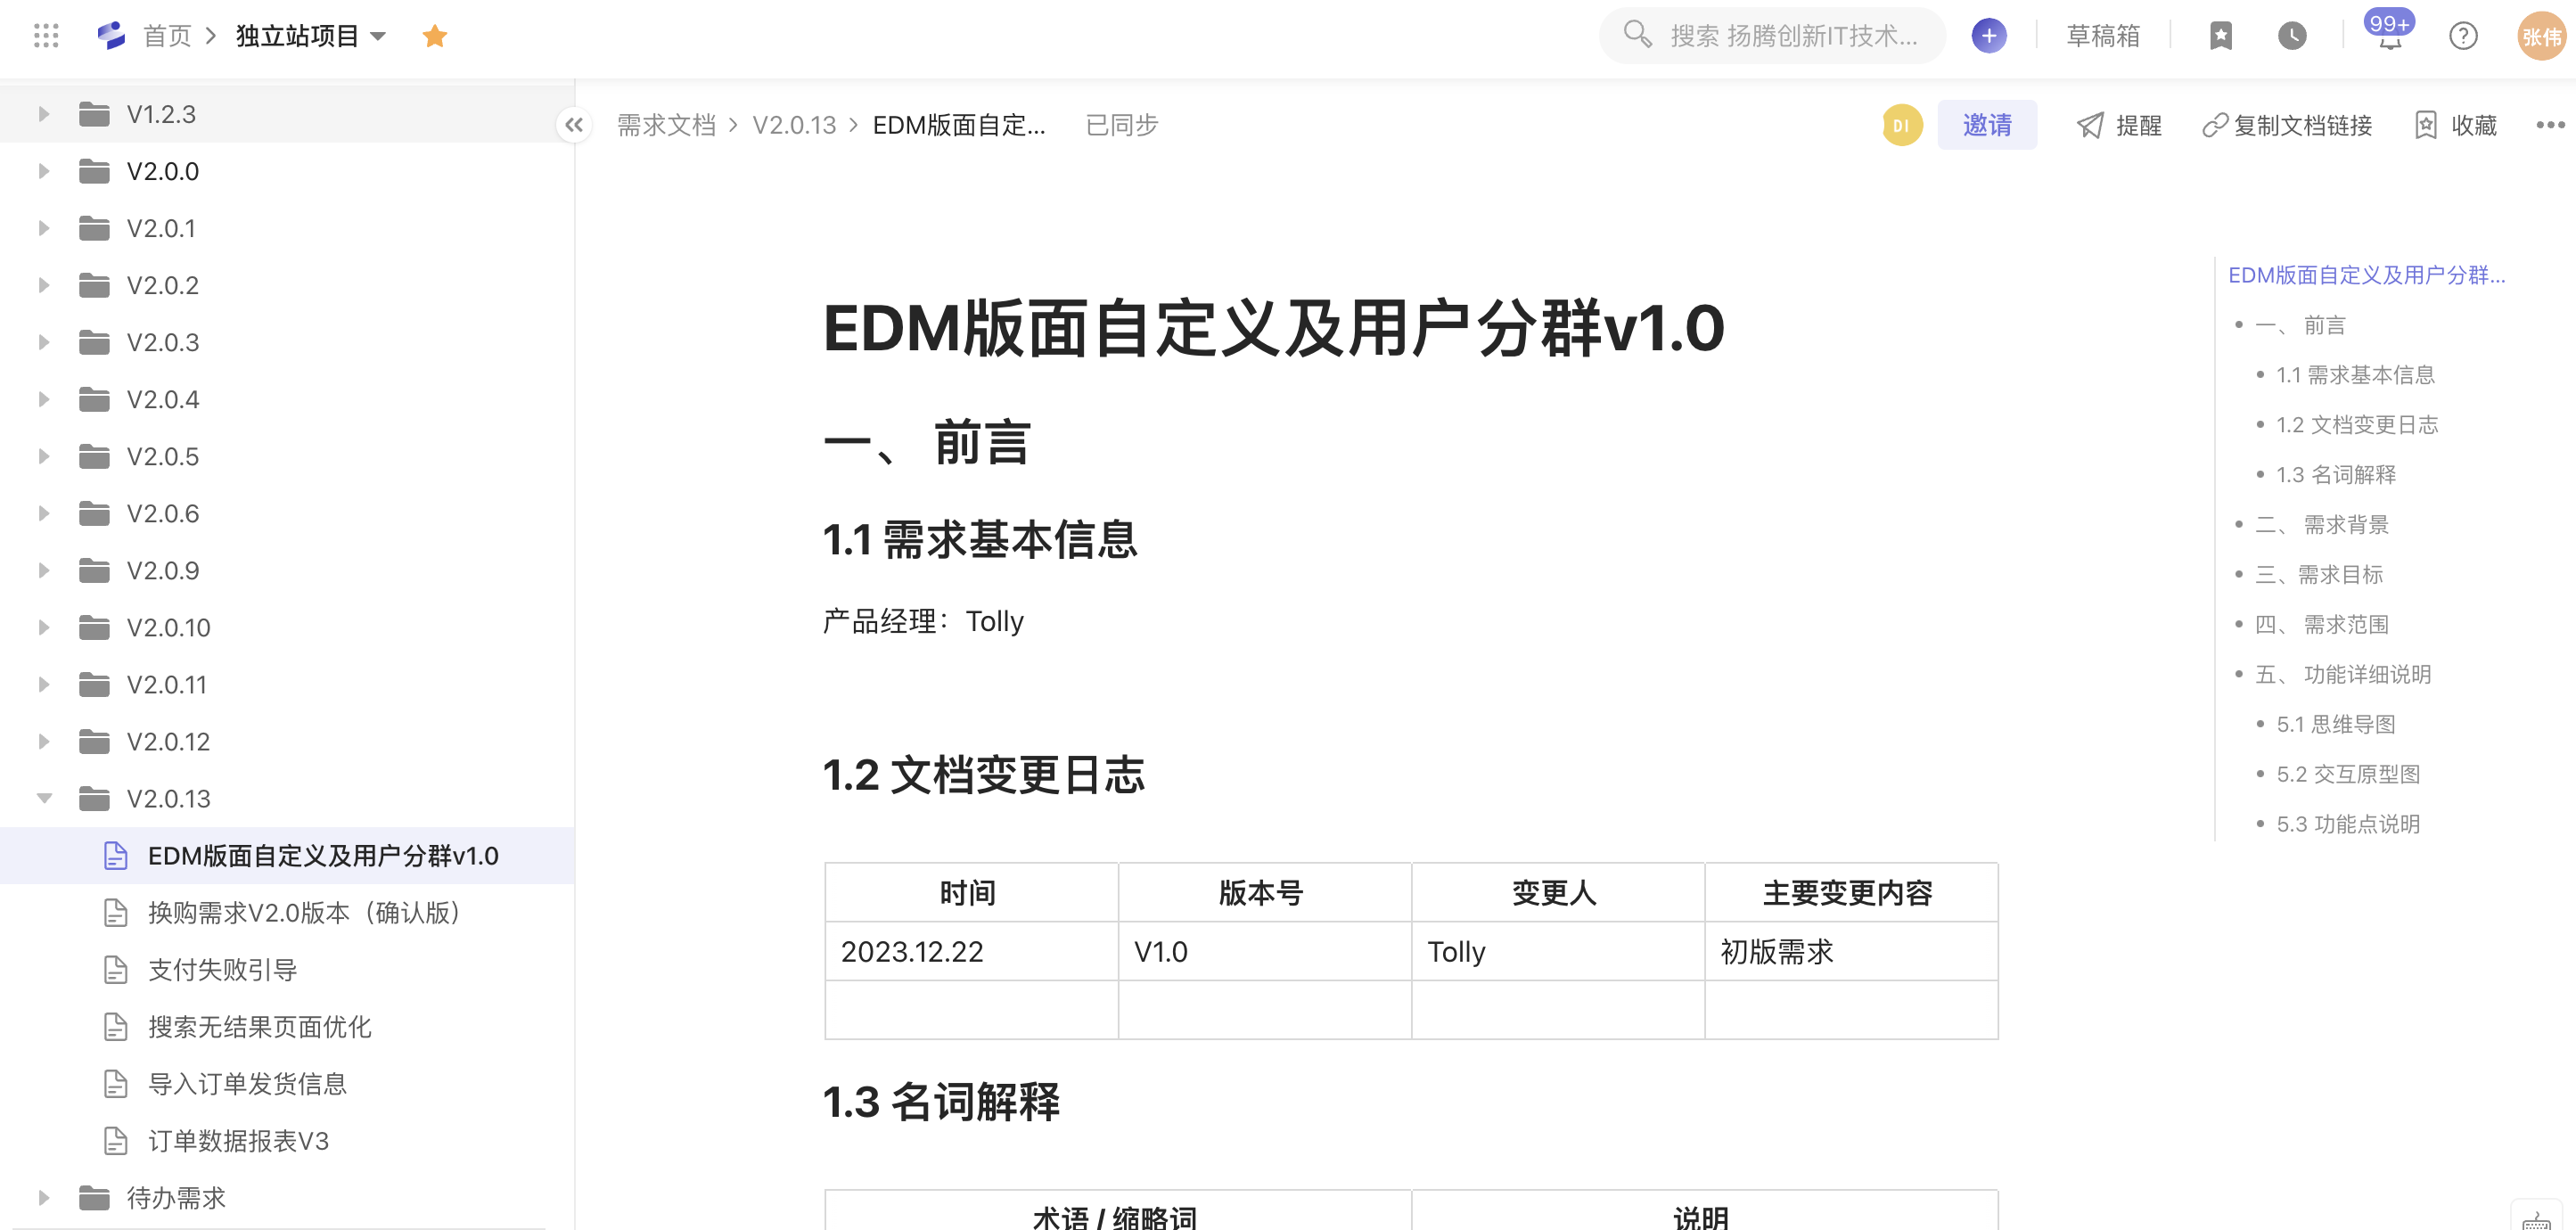 首页 > 独立站项目
搜索 扬腾创新IT技术...
草稿箱
99+
张伟
V1.2.3
V2.0.0
V2.0.1
V2.0.2
V2.0.3
V2.0.4
V2.0.5
V2.0.6
V2.0.9
V2.0.10
V2.0.11
V2.0.12
V2.0.13
EDM版面自定义及用户分群v1.0
换购需求V2.0版本（确认版）
支付失败引导
搜索无结果页面优化
导入订单发货信息
订单数据报表V3
待办需求
需求文档 > V2.0.13 > EDM版面自定... 已同步
DI
邀请
提醒
复制文档链接
收藏
EDM版面自定义及用户分群v1.0
一、 前言
1.1 需求基本信息
产品经理：Tolly
1.2 文档变更日志
时间 版本号 变更人 主要变更内容
2023.12.22 V1.0 Tolly 初版需求
1.3 名词解释
术语 / 缩略词 说明
EDM版面自定义及用户分群...
一、 前言
1.1 需求基本信息
1.2 文档变更日志
1.3 名词解释
二、 需求背景
三、需求目标
四、 需求范围
五、 功能详细说明
5.1 思维导图
5.2 交互原型图
5.3 功能点说明